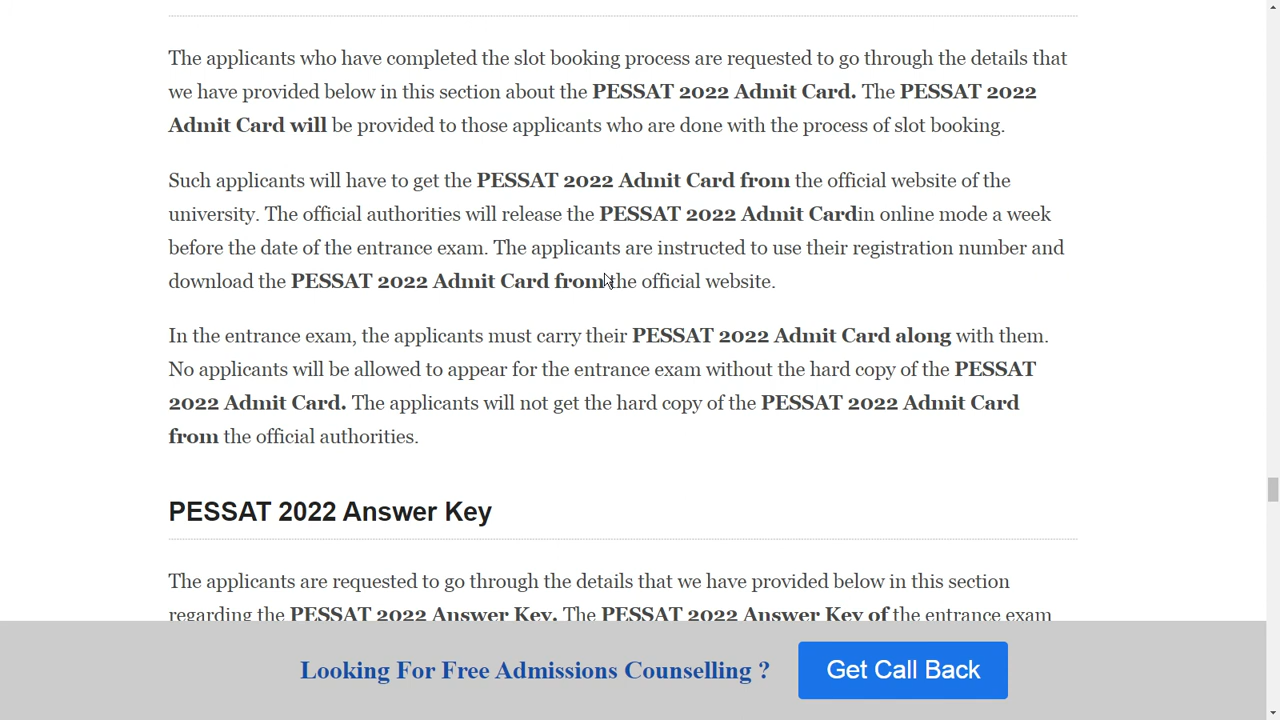 The applicants who have completed the slot booking process are requested to go through the details that
we have provided below in this section about the PESSAT 2022 Admit Card. The PESSAT 2022
Admit Card will be provided to those applicants who are done with the process of slot booking.
Such applicants will have to get the PESSAT 2022 Admit Card from the official website of the
university. The official authorities will release the PESSAT 2022 Admit Cardin online mode a week
before the date of the entrance exam. The applicants are instructed to use their registration number and
download the PESSAT 2022 Admit Card from the official website.
In the entrance exam, the applicants must carry their PESSAT 2022 Admit Card along with them.
No applicants will be allowed to appear for the entrance exam without the hard copy of the PESSAT
2022 Admit Card. The applicants will not get the hard copy of the PESSAT 2022 Admit Card
from the official authorities.
PESSAT 2022 Answer Key
The applicants are requested to go through the details that we have provided below in this section
regarding the PESSAT 2022 Answer Key. The PESSAT 2022 Answer Key of the entrance exam
Looking For Free Admissions Counselling ?
Get Call Back